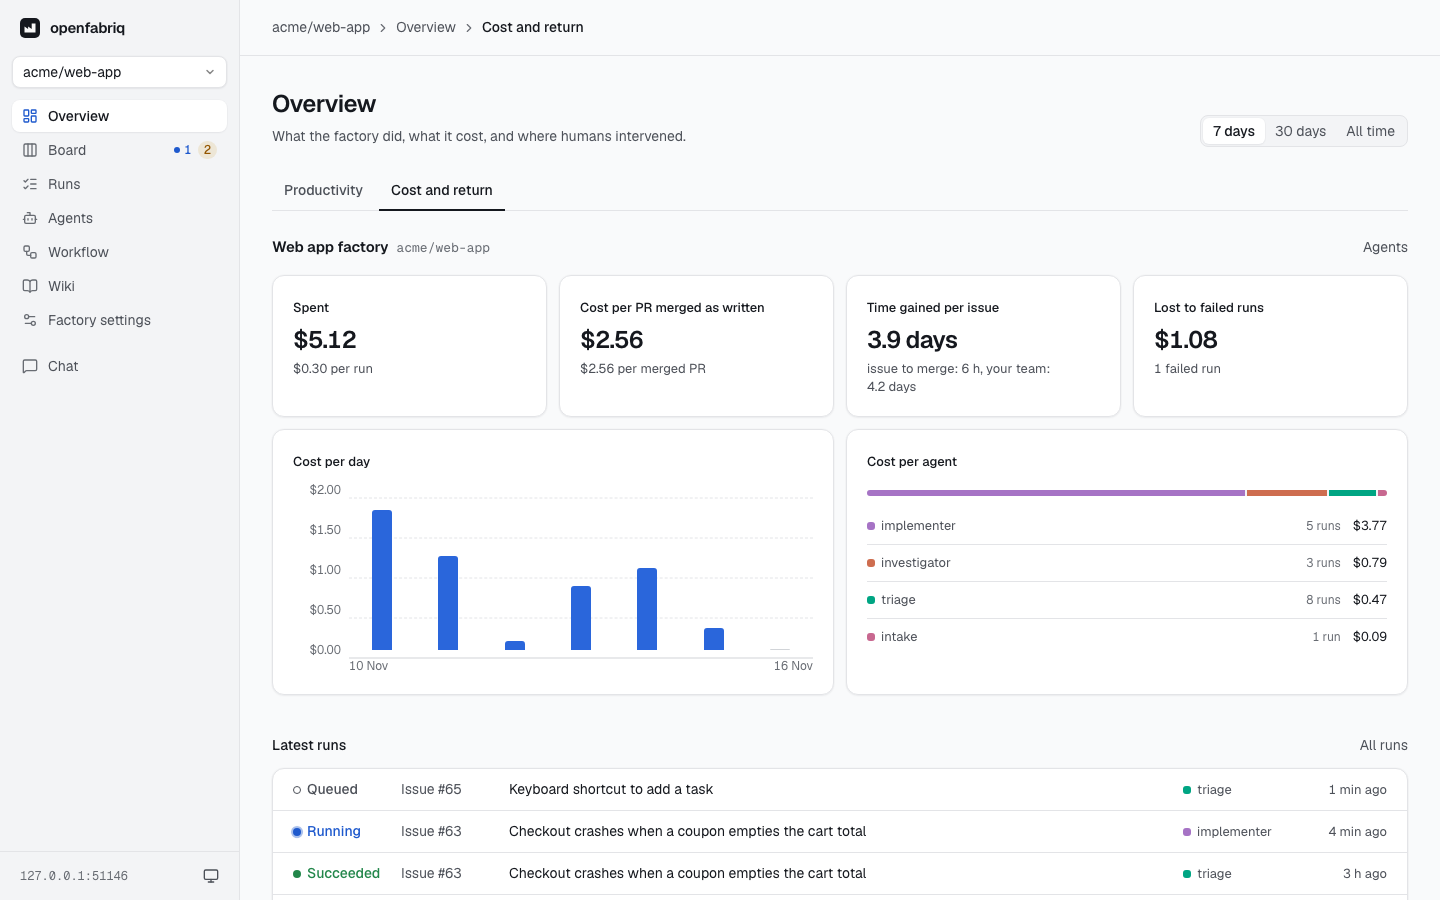 openfabriq
acme/web-app
Overview
Board 1 2
Runs
Agents
Workflow
Wiki
Factory settings
Chat
127.0.0.1:51146
acme/web-app > Overview > Cost and return
Overview
What the factory did, what it cost, and where humans intervened.
7 days 30 days All time
Productivity Cost and return
Web app factory acme/web-app Agents
Spent
$5.12
$0.30 per run
Cost per PR merged as written
$2.56
$2.56 per merged PR
Time gained per issue
3.9 days
issue to merge: 6 h, your team:
4.2 days
Lost to failed runs
$1.08
1 failed run
Cost per day
$2.00
$1.50
$1.00
$0.50
$0.00
10 Nov 16 Nov
Cost per agent
implementer 5 runs $3.77
investigator 3 runs $0.79
triage 8 runs $0.47
intake 1 run $0.09
Latest runs All runs
Queued Issue #65 Keyboard shortcut to add a task triage 1 min ago
Running Issue #63 Checkout crashes when a coupon empties the cart total implementer 4 min ago
Succeeded Issue #63 Checkout crashes when a coupon empties the cart total triage 3 h ago